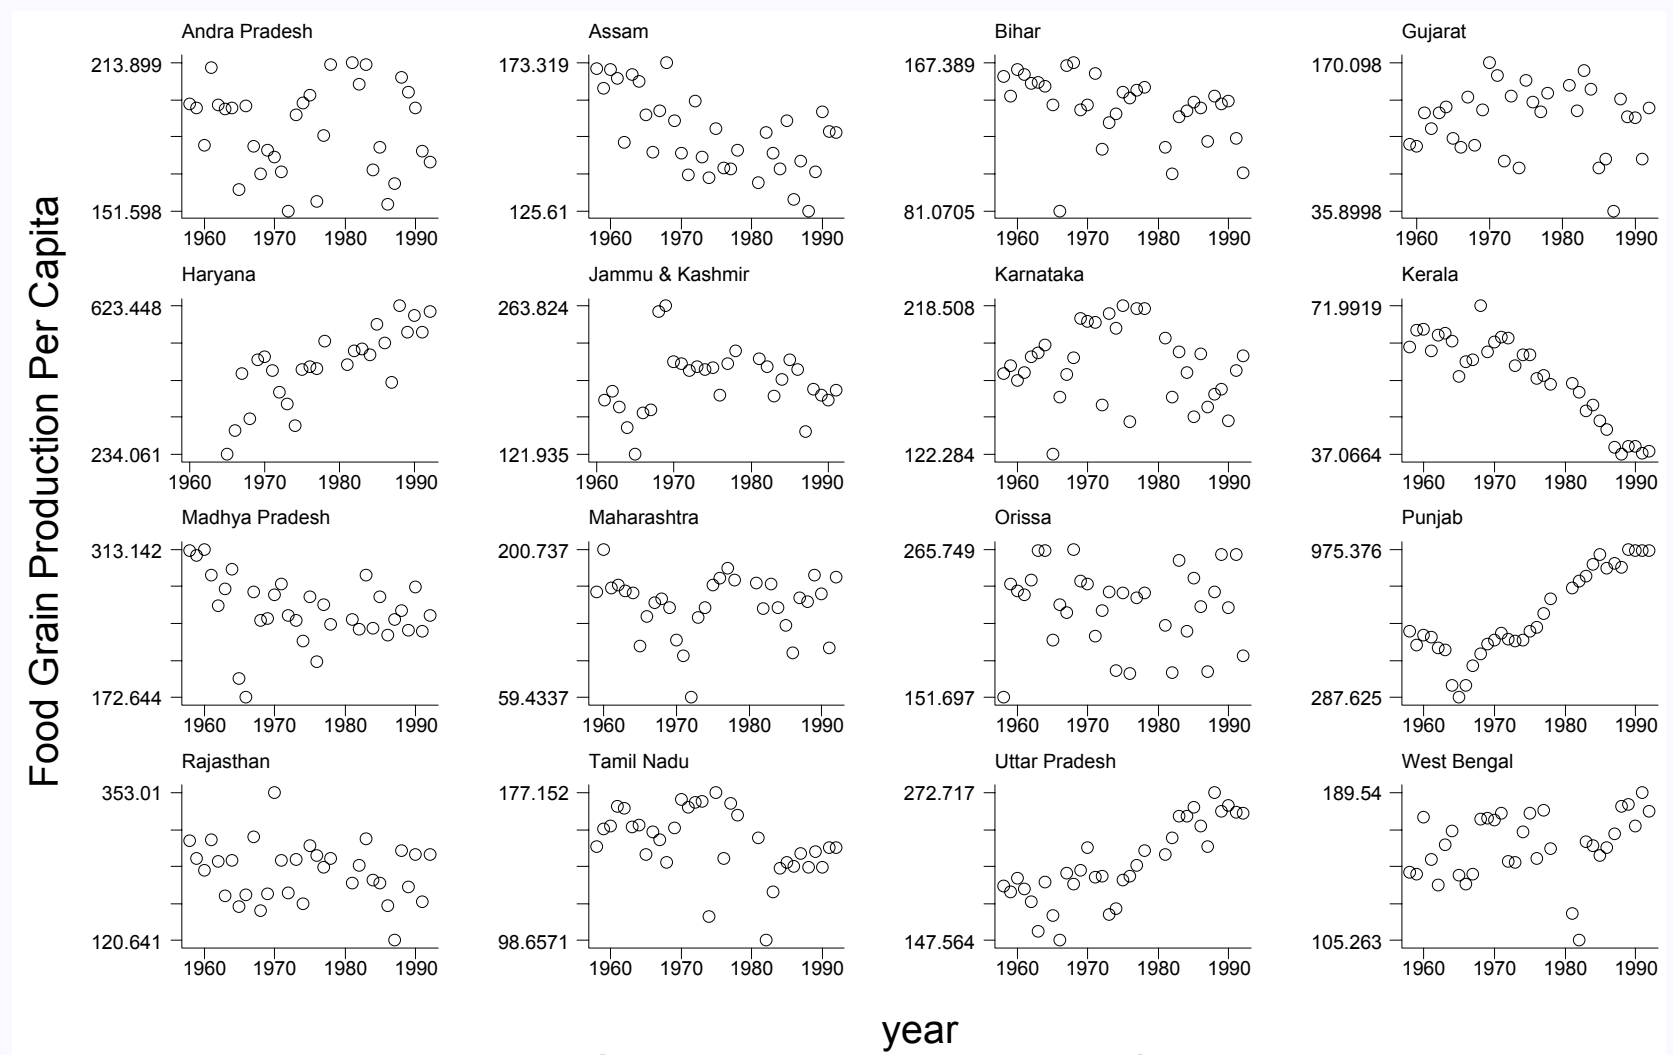 Andra Pradesh
213.899
151.598
1960 1970 1980 1990
Assam
173.319
125.61
1960 1970 1980 1990
Bihar
167.389
81.0705
1960 1970 1980 1990
Gujarat
170.098
35.8998
1960 1970 1980 1990
Haryana
623.448
234.061
1960 1970 1980 1990
Jammu & Kashmir
263.824
121.935
1960 1970 1980 1990
Karnataka
218.508
122.284
1960 1970 1980 1990
Kerala
71.9919
37.0664
1960 1970 1980 1990
Madhya Pradesh
313.142
172.644
1960 1970 1980 1990
Maharashtra
200.737
59.4337
1960 1970 1980 1990
Orissa
265.749
151.697
1960 1970 1980 1990
Punjab
975.376
287.625
1960 1970 1980 1990
Rajasthan
353.01
120.641
1960 1970 1980 1990
Tamil Nadu
177.152
98.6571
1960 1970 1980 1990
Uttar Pradesh
272.717
147.564
1960 1970 1980 1990
West Bengal
189.54
105.263
1960 1970 1980 1990
Food Grain Production Per Capita
year